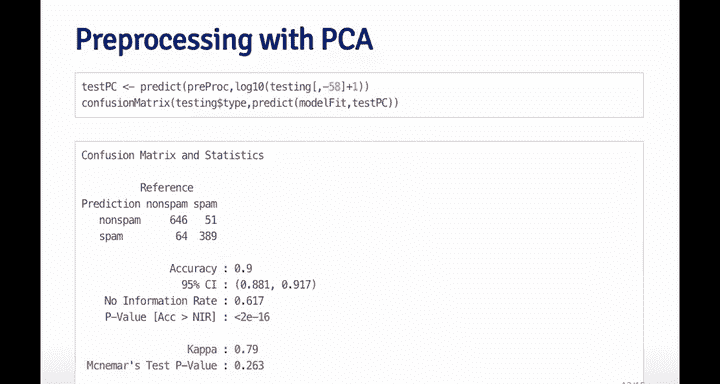 Preprocessing with PCA
testPC <- predict(preProc,log10(testing[,-58]+1))
confusionMatrix(testing$type,predict(modelFit,testPC))
Confusion Matrix and Statistics
Reference
Prediction nonspam spam
nonspam 646 51
spam 64 389
Accuracy : 0.9
95% CI : (0.881, 0.917)
No Information Rate : 0.617
P-Value [Acc > NIR] : <2e-16
Kappa : 0.79
Mcnemar's Test P-Value : 0.263